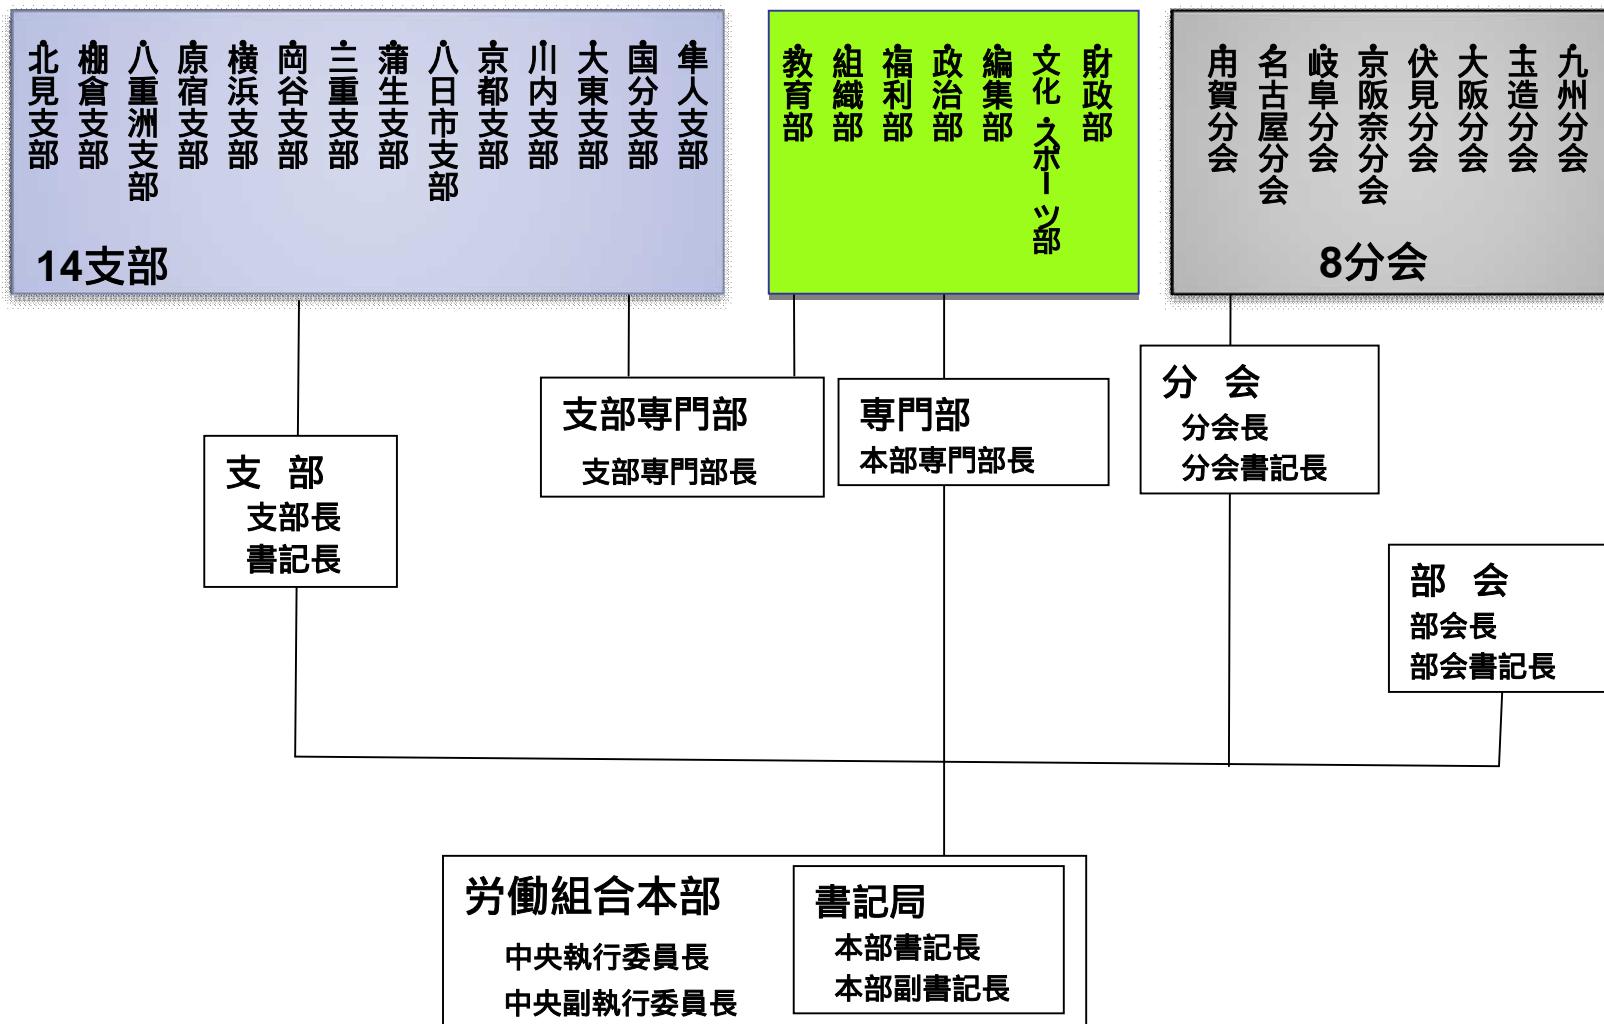 ・北見支部
・棚倉支部
・八重洲支部
・原宿支部
・横浜支部
・岡谷支部
・三重支部
・蒲生支部
・八日市支部
・京都支部
・川内支部
・大東支部
・国分支部
・隼人支部
14支部
・教育部
・組織部
・福利部
・政治部
・編集部
・文化・スポーツ部
・財政部
・用賀分会
・名古屋分会
・岐阜分会
・京阪奈分会
・伏見分会
・大阪分会
・玉造分会
・九州分会
8分会
支 部
支部長
書記長
支部専門部
支部専門部長
専門部
本部専門部長
分 会
分会長
分会書記長
部 会
部会長
部会書記長
労働組合本部
中央執行委員長
中央副執行委員長
書記局
本部書記長
本部副書記長